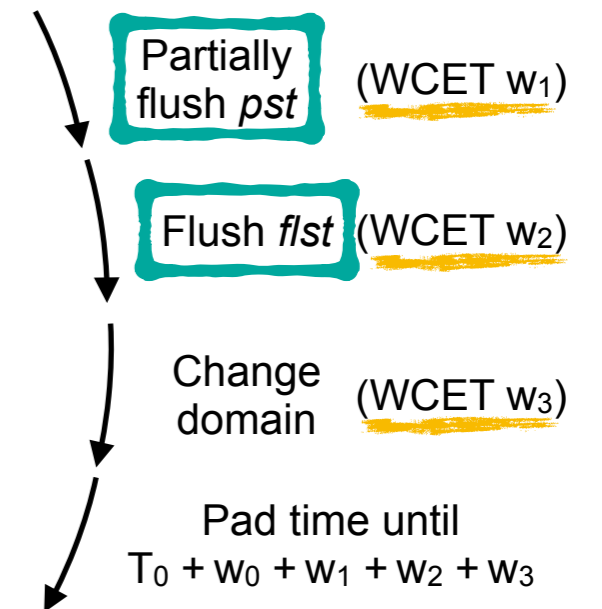 Partially
flush pst (WCET w₁)
Flush flst (WCET w₂)
Change
domain (WCET w₃)
Pad time until
T₀ + w₀ + w₁ + w₂ + w₃